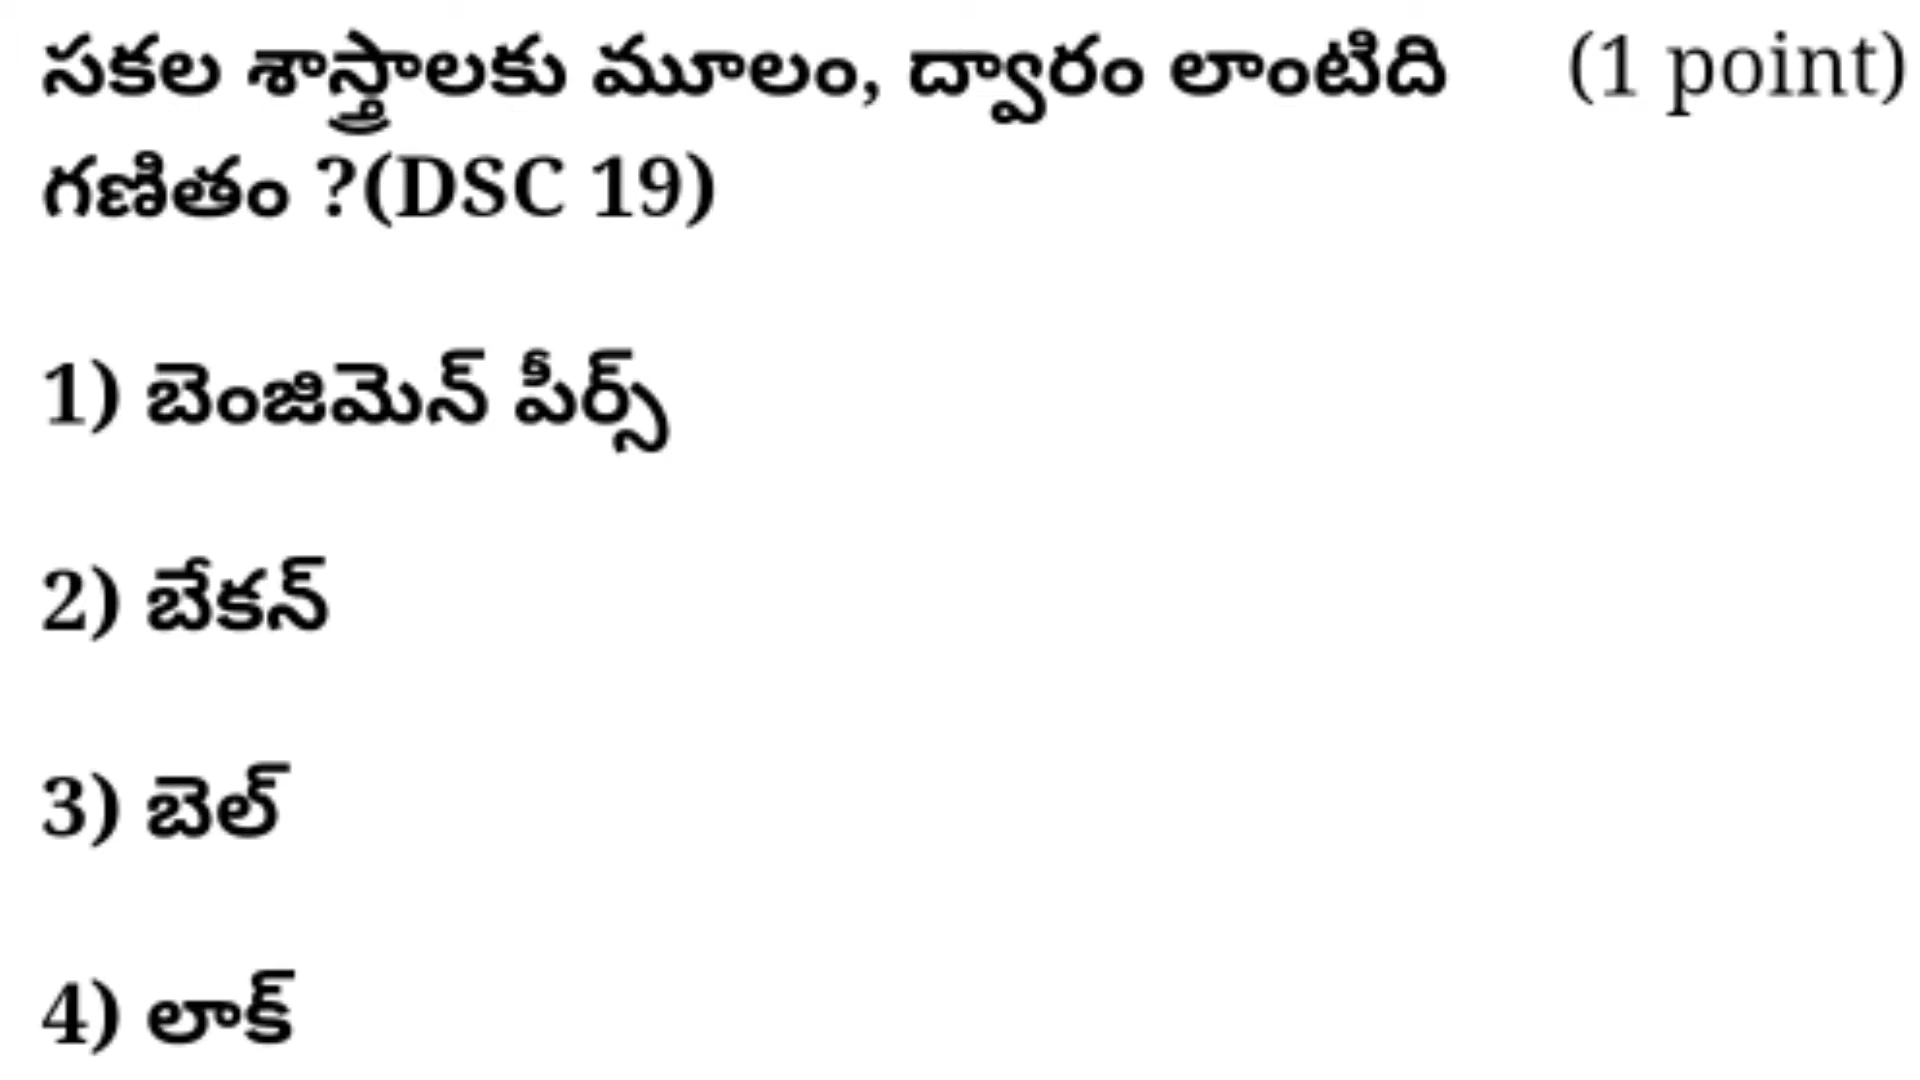 సకల శాస్త్రాలకు మూలం, ద్వారం లాంటిది (1 point)
గణితం ?(DSC 19)
1) బెంజిమెన్ పీర్స్
2) బేకన్
3) బెల్
4) లాక్